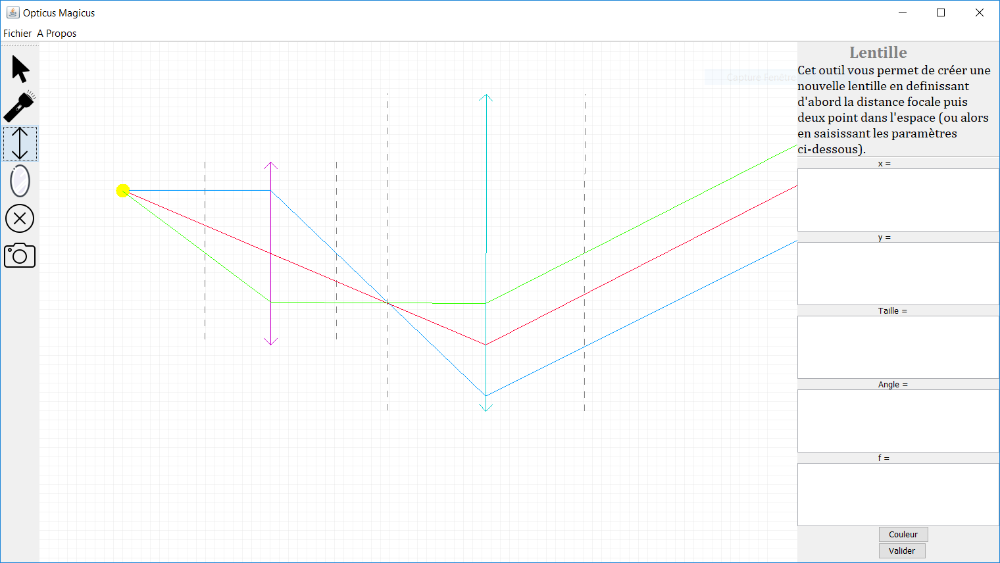 Opticus Magicus
Fichier A Propos
Capture Fenêtre
Lentille
Cet outil vous permet de créer une
nouvelle lentille en definissant
d'abord la distance focale puis
deux point dans l'espace (ou alors
en saisissant les paramètres
ci-dessous).
x =
y =
Taille =
Angle =
f =
Couleur
Valider